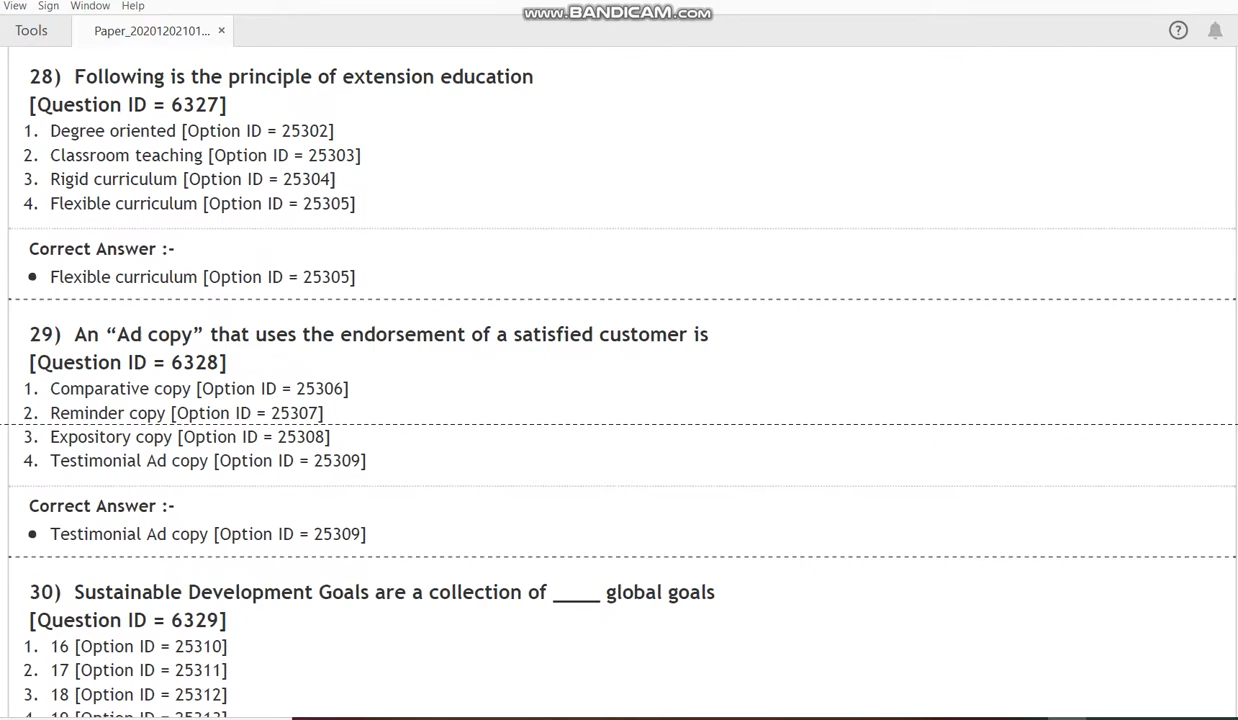 View Sign Window Help
www.BANDICAM.com
Tools Paper_20201202101... ×
28) Following is the principle of extension education
[Question ID = 6327]
1. Degree oriented [Option ID = 25302]
2. Classroom teaching [Option ID = 25303]
3. Rigid curriculum [Option ID = 25304]
4. Flexible curriculum [Option ID = 25305]
Correct Answer :-
• Flexible curriculum [Option ID = 25305]
29) An “Ad copy” that uses the endorsement of a satisfied customer is
[Question ID = 6328]
1. Comparative copy [Option ID = 25306]
2. Reminder copy [Option ID = 25307]
3. Expository copy [Option ID = 25308]
4. Testimonial Ad copy [Option ID = 25309]
Correct Answer :-
• Testimonial Ad copy [Option ID = 25309]
30) Sustainable Development Goals are a collection of ____ global goals
[Question ID = 6329]
1. 16 [Option ID = 25310]
2. 17 [Option ID = 25311]
3. 18 [Option ID = 25312]
4. 19 [Option ID = 25313]